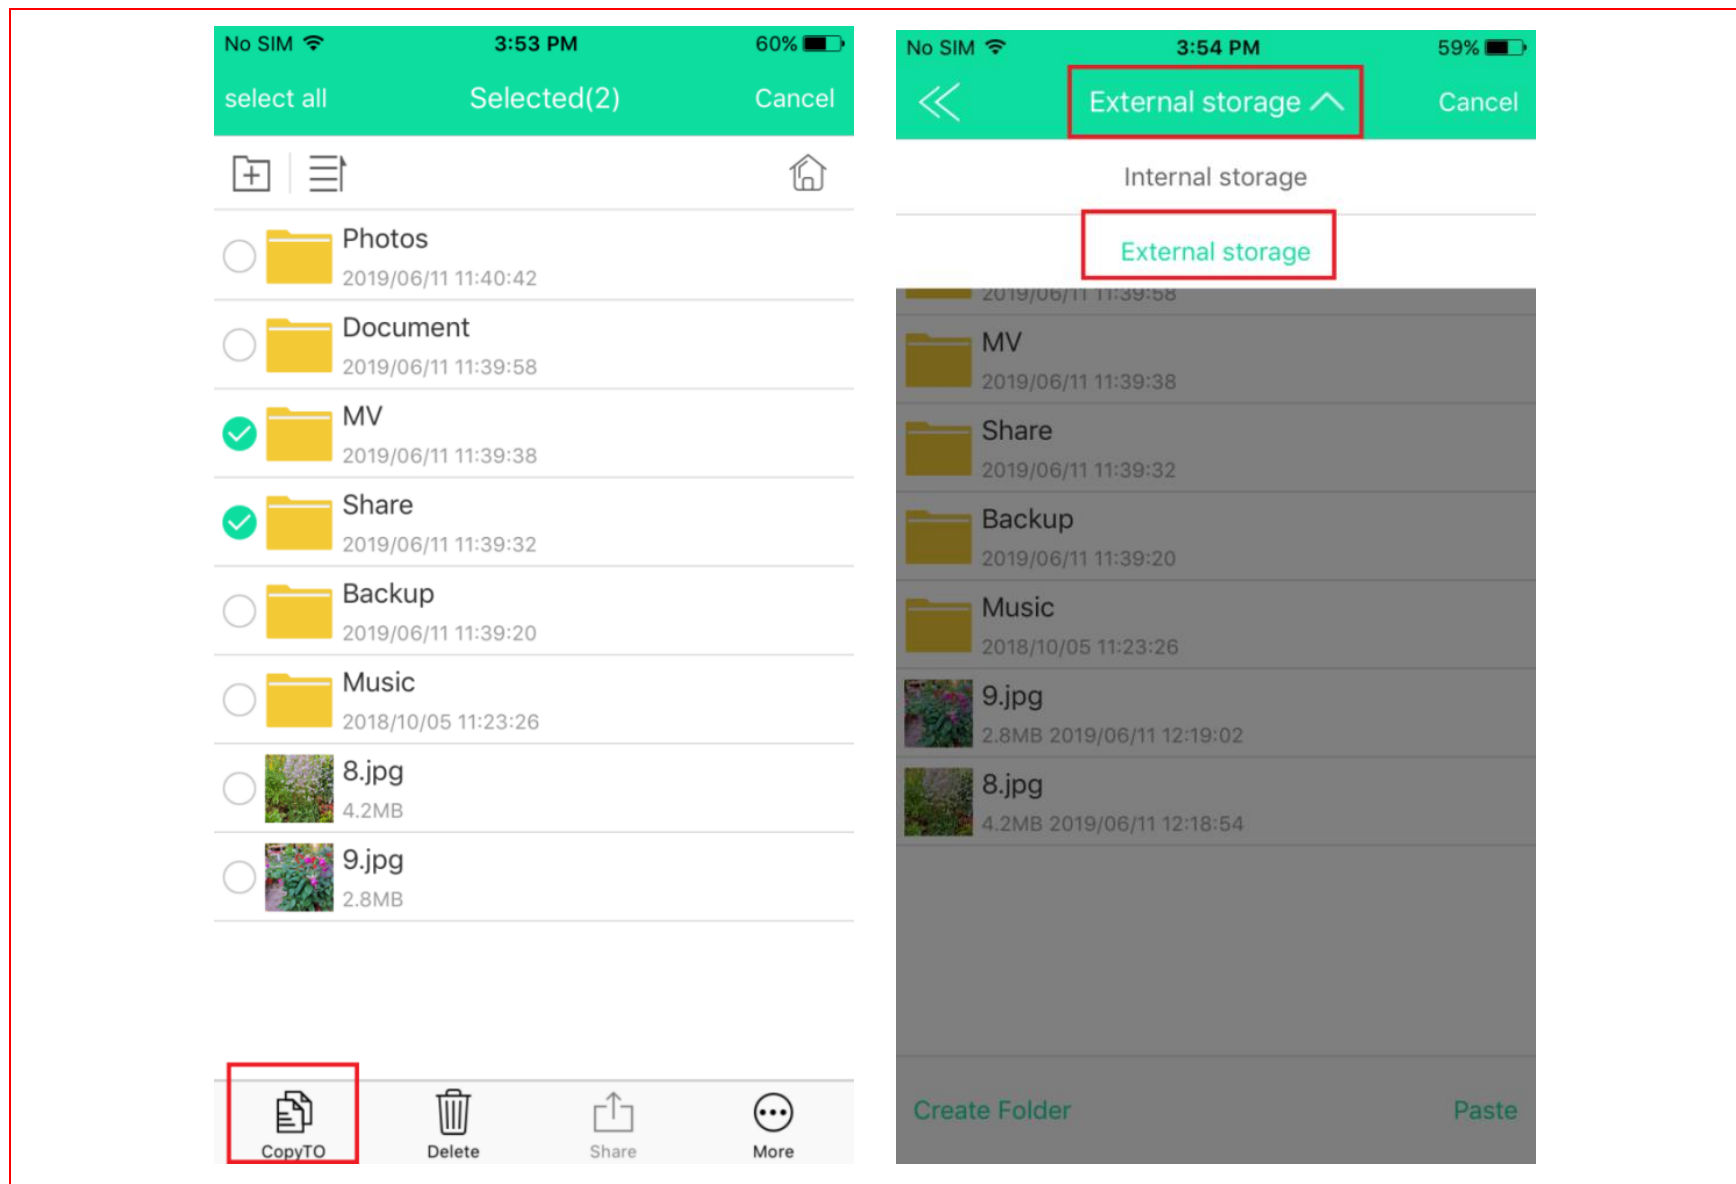 No SIM 3:53 PM 60%
select all Selected(2) Cancel
Photos
2019/06/11 11:40:42
Document
2019/06/11 11:39:58
MV
2019/06/11 11:39:38
Share
2019/06/11 11:39:32
Backup
2019/06/11 11:39:20
Music
2018/10/05 11:23:26
8.jpg
4.2MB
9.jpg
2.8MB
CopyTO Delete Share More
No SIM 3:54 PM 59%
External storage Cancel
Internal storage
External storage
2019/06/11 11:39:58
MV
2019/06/11 11:39:38
Share
2019/06/11 11:39:32
Backup
2019/06/11 11:39:20
Music
2018/10/05 11:23:26
9.jpg
2.8MB 2019/06/11 12:19:02
8.jpg
4.2MB 2019/06/11 12:18:54
Create Folder Paste